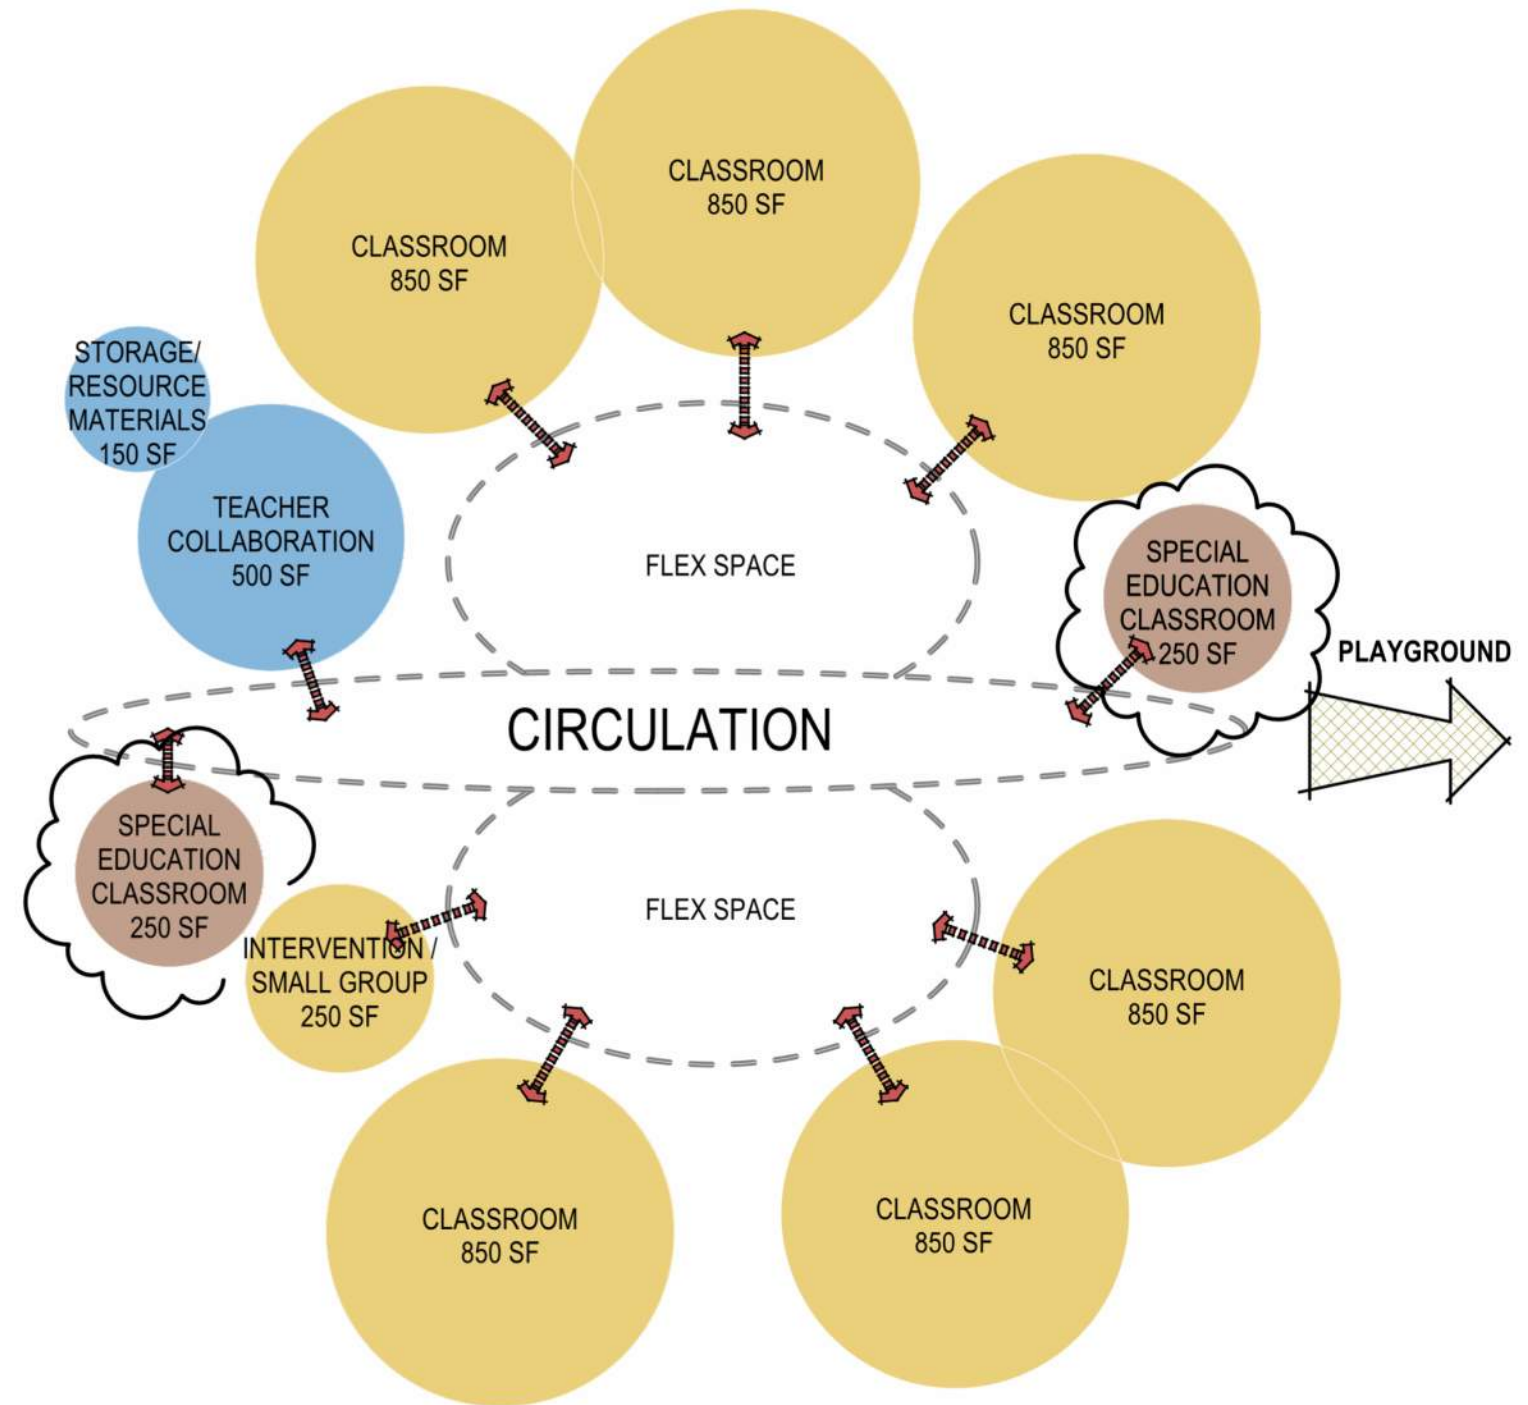 CLASSROOM
850 SF
CLASSROOM
850 SF
CLASSROOM
850 SF
STORAGE/
RESOURCE
MATERIALS
150 SF
TEACHER
COLLABORATION
500 SF
FLEX SPACE
SPECIAL
EDUCATION
CLASSROOM
250 SF
PLAYGROUND
CIRCULATION
SPECIAL
EDUCATION
CLASSROOM
250 SF
INTERVENTION /
SMALL GROUP
250 SF
FLEX SPACE
CLASSROOM
850 SF
CLASSROOM
850 SF
CLASSROOM
850 SF